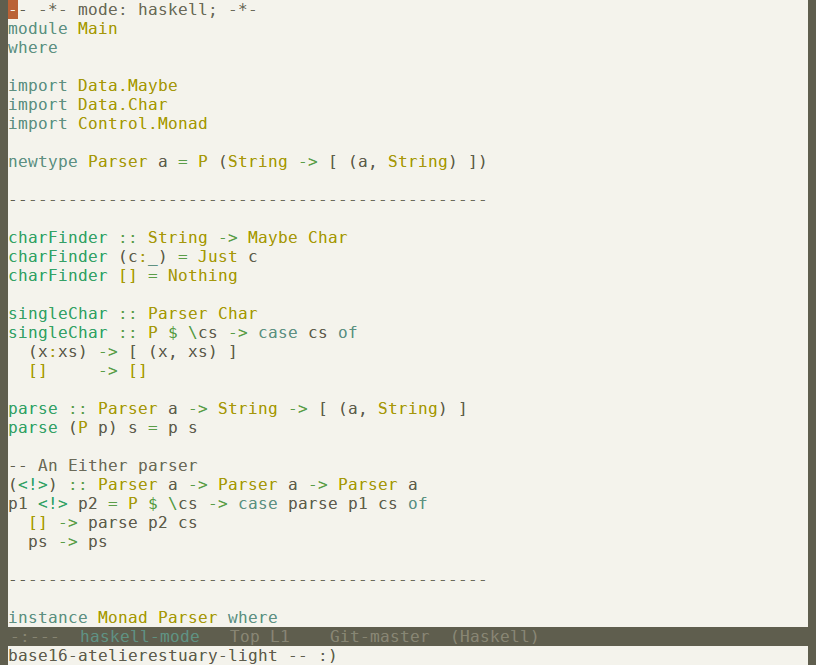 -- -*- mode: haskell; -*-
module Main
where
import Data.Maybe
import Data.Char
import Control.Monad
newtype Parser a = P (String -> [ (a, String) ])
------------------------------------------------
charFinder :: String -> Maybe Char
charFinder (c:_) = Just c
charFinder [] = Nothing
singleChar :: Parser Char
singleChar :: P $ \cs -> case cs of
  (x:xs) -> [ (x, xs) ]
  []     -> []
parse :: Parser a -> String -> [ (a, String) ]
parse (P p) s = p s
-- An Either parser
(<!>) :: Parser a -> Parser a -> Parser a
p1 <!> p2 = P $ \cs -> case parse p1 cs of
  [] -> parse p2 cs
  ps -> ps
------------------------------------------------
instance Monad Parser where
-:---  haskell-mode   Top L1    Git-master  (Haskell)
base16-atelierestuary-light -- :)